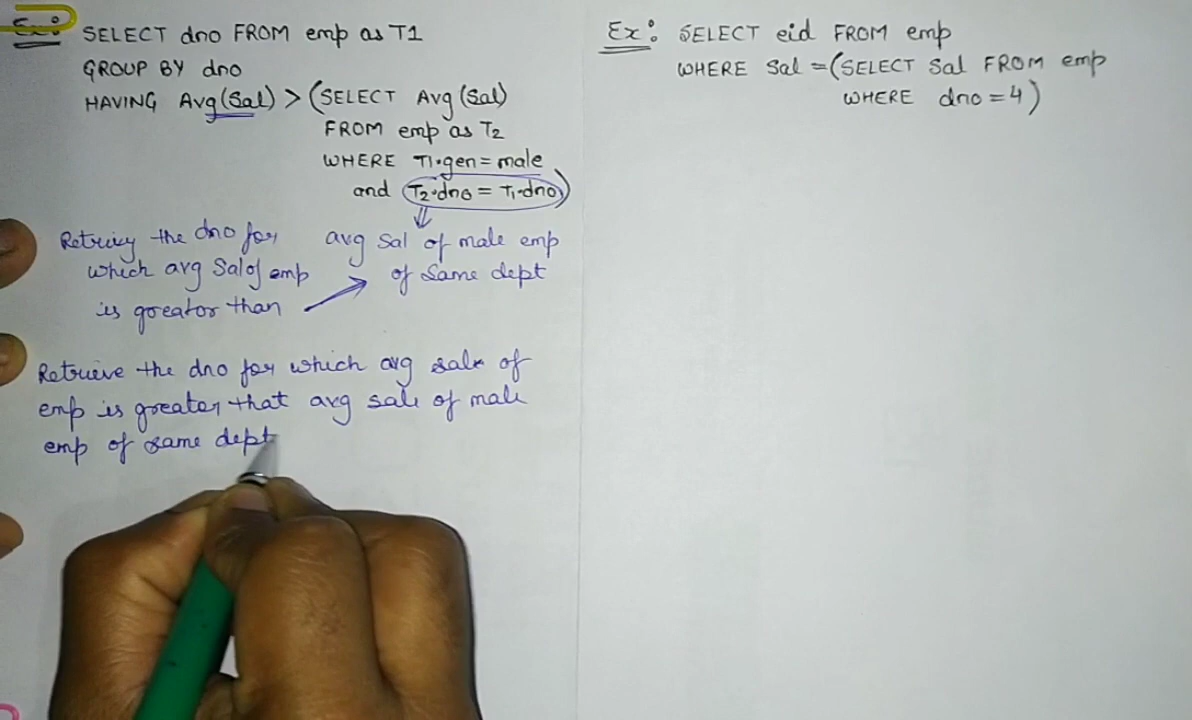 Ex: SELECT dno FROM emp as T1
GROUP BY dno
HAVING Avg(Sal) > (SELECT Avg(Sal)
FROM emp as T2
WHERE T1.gen = male
and T2.dno = T1.dno)
the dno for
which avg Sal of emp
is greator than
avg Sal of male emp
of same dept
Retrieve the dno for which avg sal of
emp is greater that avg sal of male
emp of same dept
Ex: SELECT eid FROM emp
WHERE Sal = (SELECT Sal FROM emp
WHERE dno = 4)